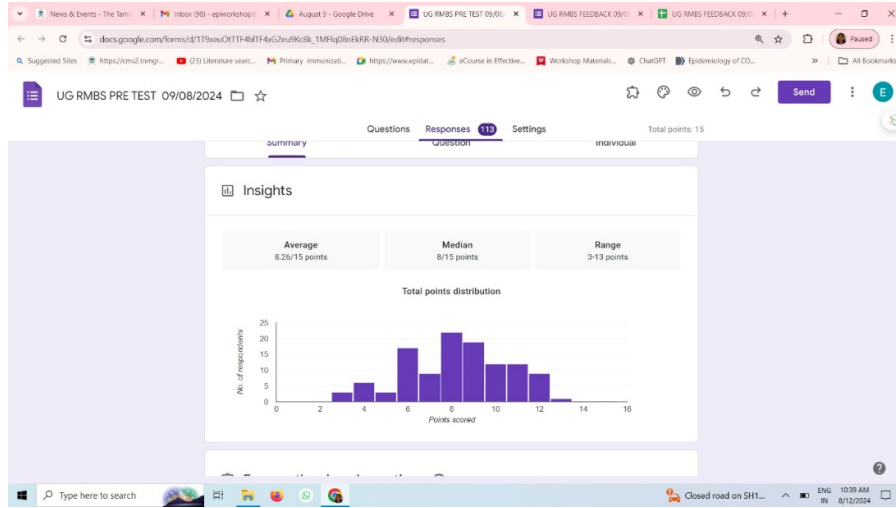 News & Events - The Tami
Inbox (98) - epiworkshop@
August 9 - Google Drive
UG RMBS PRE TEST 09/08/
UG RMBS FEEDBACK 09/0
UG RMBS FEEDBACK 09/0
docs.google.com/forms/d/
/edit#responses
Paused
Suggested Sites
https://cms2.tnmgr...
(23) Literature searc...
Primary immunizati...
https://www.epidat...
eCourse in Effective...
Workshop Materials...
ChatGPT
Epidemiology of CO...
»
All Bookmarks
UG RMBS PRE TEST 09/08/2024
Send
E
Questions Responses 113 Settings
Total points: 15
Summary Question Individual
Insights
Average Median Range
8.26/15 points 8/15 points 3-13 points
Total points distribution
No. of respondents
25
20
15
10
5
0
0 2 4 6 8 10 12 14 16
Points scored
Type here to search
Closed road on SH1...
ENG 10:39 AM
IN 8/12/2024